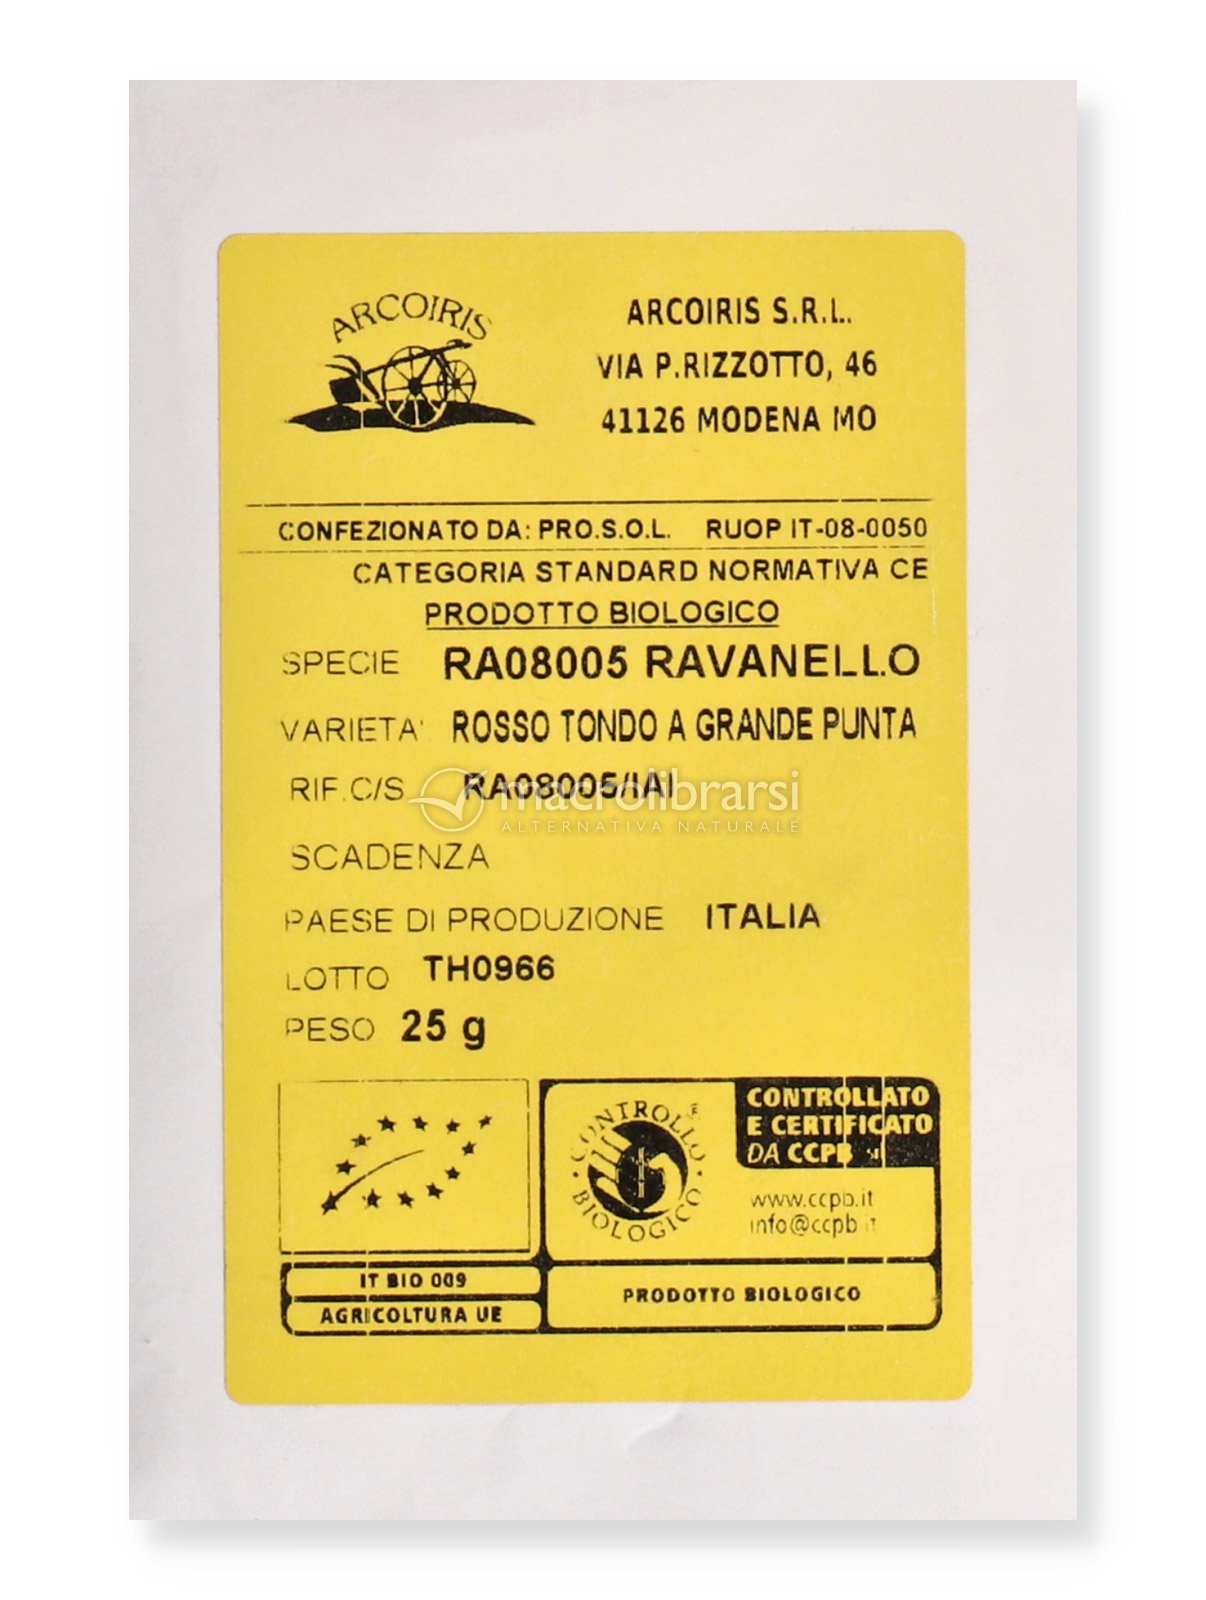 ARCOIRIS
ARCOIRIS S.R.L.
VIA P.RIZZOTTO, 46
41126 MODENA MO
CONFEZIONATO DA: PRO.S.O.L. RUOP IT-08-0050
CATEGORIA STANDARD NORMATIVA CE
PRODOTTO BIOLOGICO
SPECIE RA08005 RAVANELLO
VARIETA' ROSSO TONDO A GRANDE PUNTA
RIF.C/S RA08005/IAI
macrolibrarsi
ALTERNATIVA NATURALE
SCADENZA
PAESE DI PRODUZIONE ITALIA
LOTTO TH0966
PESO 25 g
CONTROLLO BIOLOGICO
CONTROLLATO
E CERTIFICATO
DA CCPB
www.ccpb.it
info@ccpb.it
IT BIO 009
AGRICOLTURA UE
PRODOTTO BIOLOGICO